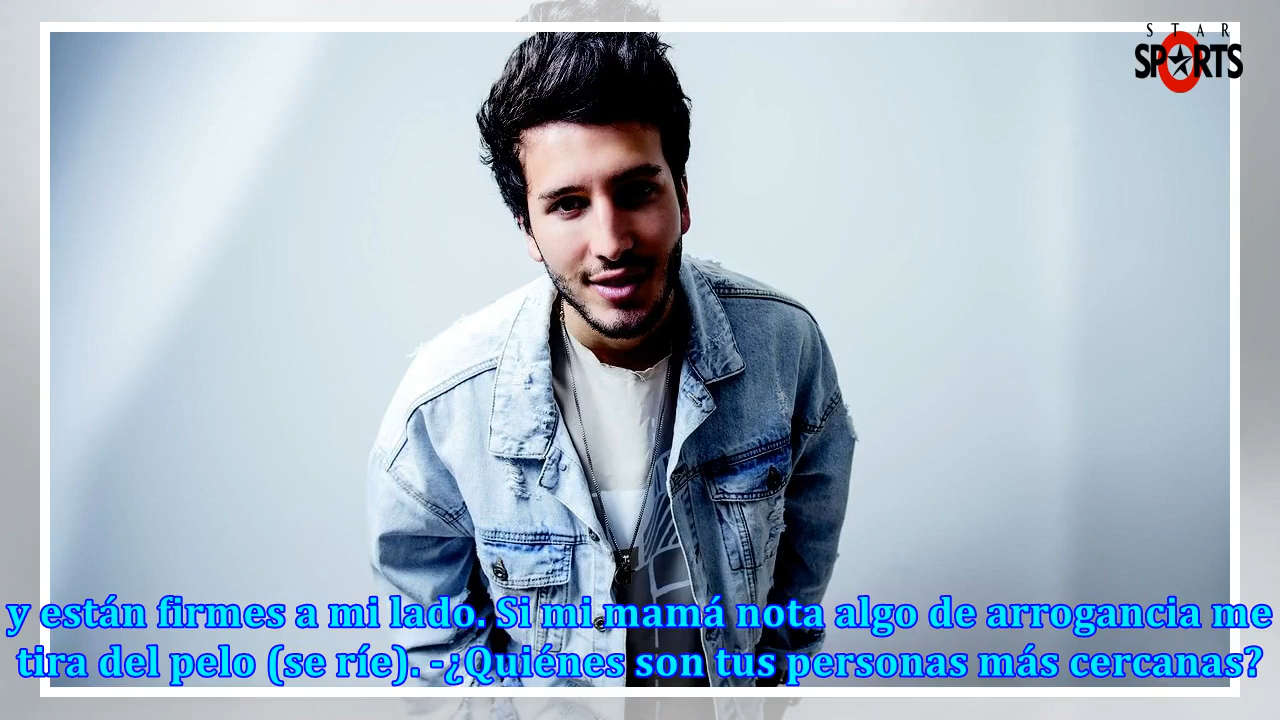 STAR
SPORTS
y están firmes a mi lado. Si mi mamá nota algo de arrogancia me
tira del pelo (se ríe). -¿Quiénes son tus personas más cercanas?